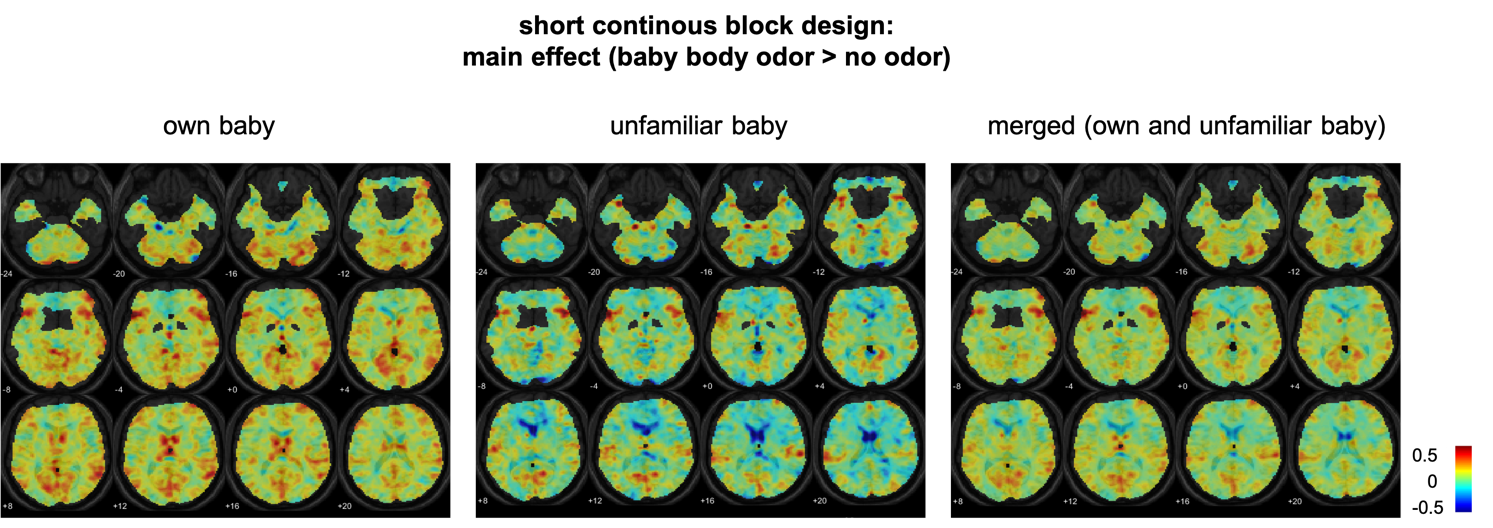 short continous block design:
main effect (baby body odor > no odor)
own baby
unfamiliar baby
merged (own and unfamiliar baby)
-24 -20 -16 -12
-8 -4 +0 +4
+8 +12 +16 +20
-24 -20 -16 -12
-8 -4 +0 +4
+8 +12 +16 +20
-24 -20 -16 -12
-8 -4 +0 +4
+8 +12 +16 +20
0.5
0
-0.5